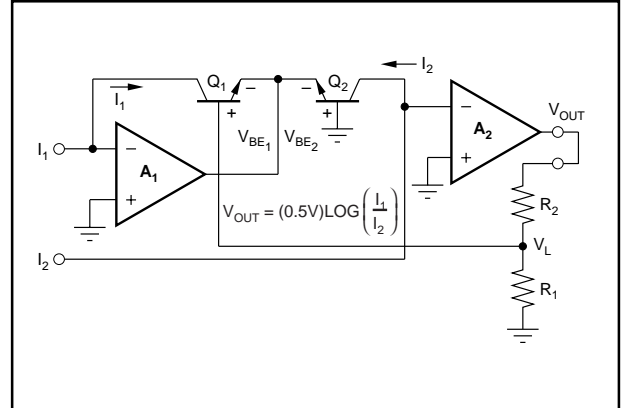 I₂
Q₁
Q₂
I₁
− −
+ +
V_BE₁ V_BE₂
I₁
−
A₁
+
−
A₂
+
V_OUT
R₂
V_OUT = (0.5V)LOG (I₁/I₂)
V_L
I₂
R₁